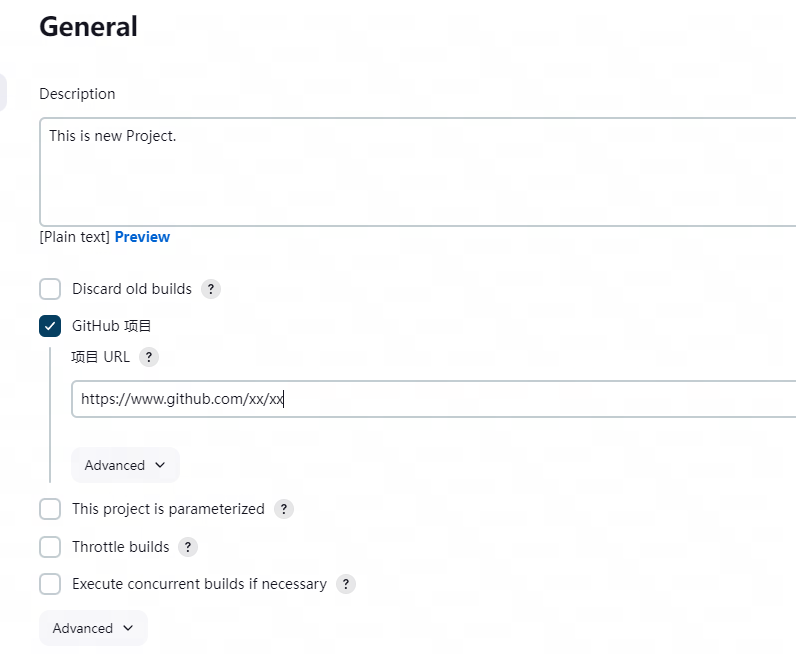 General
Description
This is new Project.
[Plain text] Preview
Discard old builds ?
GitHub 项目
项目 URL ?
https://www.github.com/xx/xx
Advanced
This project is parameterized ?
Throttle builds ?
Execute concurrent builds if necessary ?
Advanced